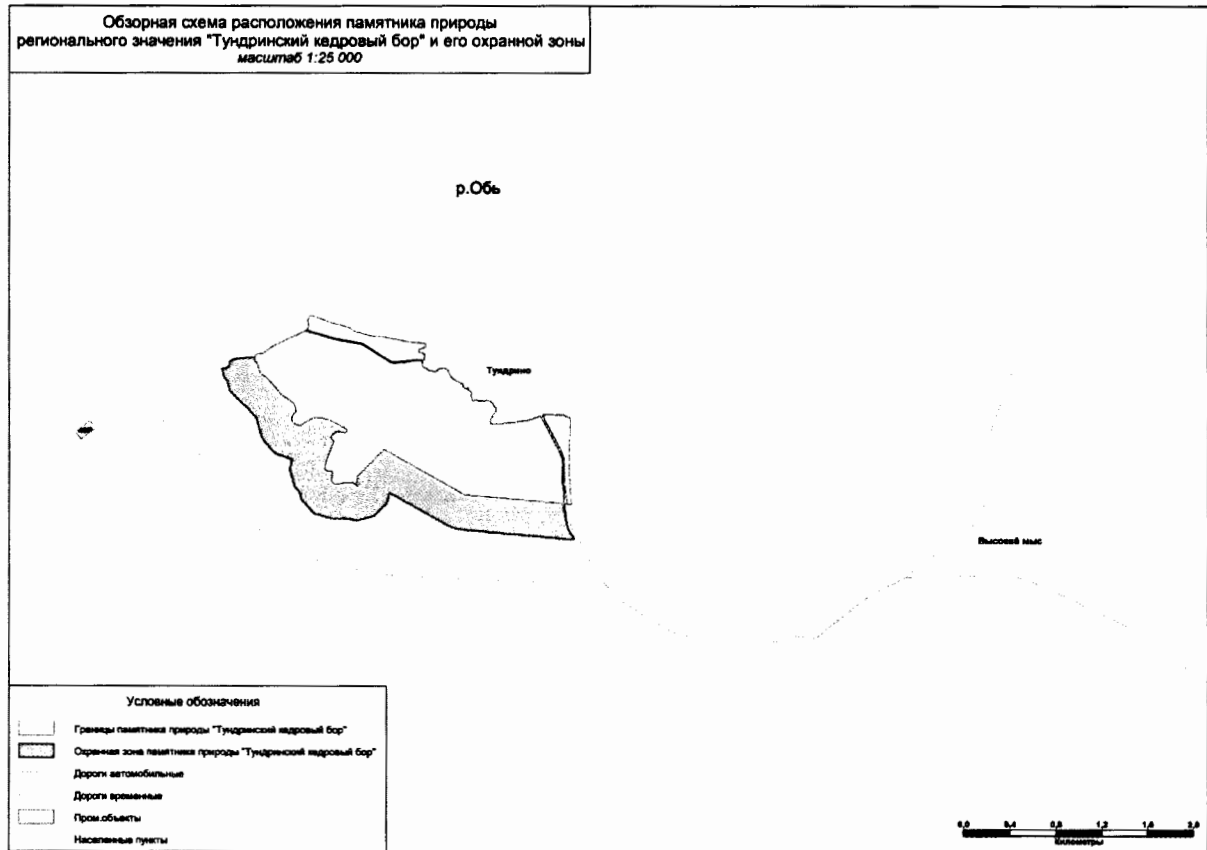 Обзорная схема расположения памятника природы
регионального значения "Тундринский кедровый бор" и его охранной зоны
масштаб 1:25 000
р.Обь
Тундрино
Высокий мыс
Условные обозначения
Границы памятника природы "Тундринский кедровый бор"
Охранная зона памятника природы "Тундринский кедровый бор"
Дороги автомобильные
Дороги временные
Пром.объекты
Населенные пункты
0,0 0,4 0,8 1,2 1,6 2,0
Километры